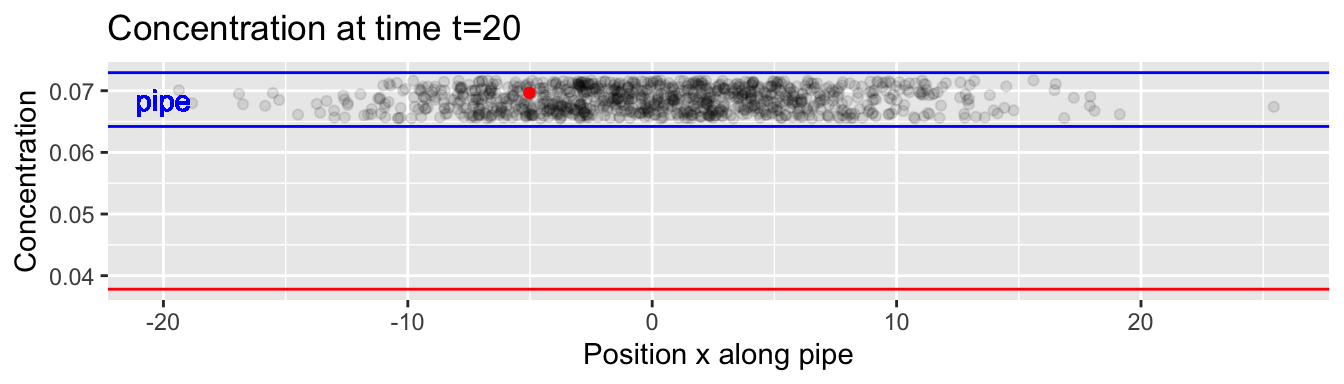 Concentration at time t=20
Concentration
0.07
0.06
0.05
0.04
pipe
-20 -10 0 10 20
Position x along pipe